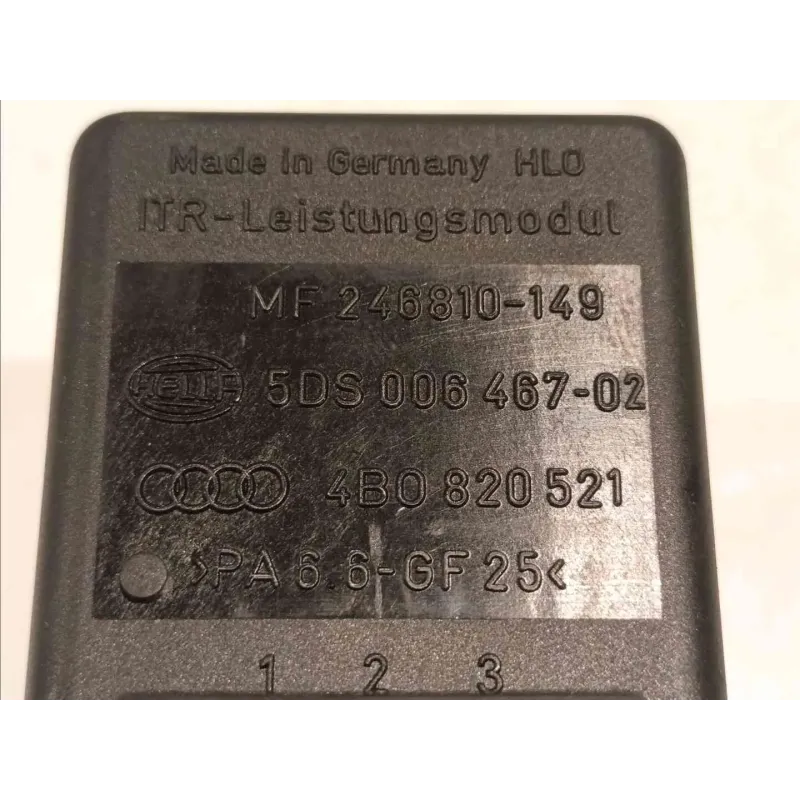 Made in Germany HLO
ITR-Leistungsmodul
MF 246810-149
HELLA 5DS 006 467-02
4B0 820 521
>PA 6.6-GF 25<
1 2 3